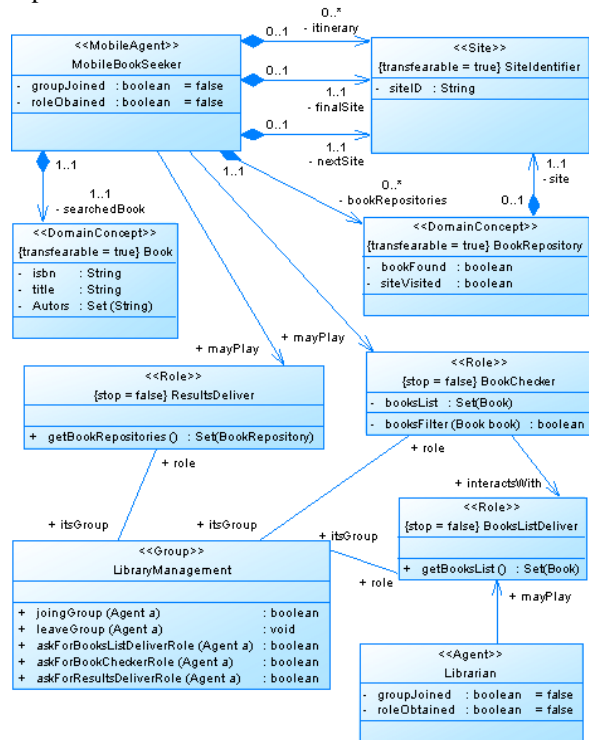 <<MobileAgent>>
MobileBookSeeker
- groupJoined : boolean = false
- roleObained : boolean = false
0..1
0..*
- itinerary
0..1
1..1
- finalSite
0..1
1..1
- nextSite
<<Site>>
{transfearable = true} SiteIdentifier
- siteID : String
1..1
1..1
- searchedBook
1..1
0..*
- bookRepositories
1..1
- site
0..1
<<DomainConcept>>
{transfearable = true} Book
- isbn : String
- title : String
- Autors : Set (String)
<<DomainConcept>>
{transfearable = true} BookRepository
- bookFound : boolean
- siteVisited : boolean
+ mayPlay
+ mayPlay
<<Role>>
{stop = false} ResultsDeliver
+ getBookRepositories () : Set(BookRepository)
<<Role>>
{stop = false} BookChecker
- booksList : Set(Book)
- booksFilter (Book book) : boolean
+ role
+ role
+ interactsWith
+ itsGroup
+ itsGroup
+ itsGroup
<<Role>>
{stop = false} BooksListDeliver
+ getBooksList () : Set(Book)
<<Group>>
LibraryManagement
+ joingGroup (Agent a) : boolean
+ leaveGroup (Agent a) : void
+ askForBooksListDeliverRole (Agent a) : boolean
+ askForBookCheckerRole (Agent a) : boolean
+ askForResultsDeliverRole (Agent a) : boolean
+ role
+ mayPlay
<<Agent>>
Librarian
- groupJoined : boolean = false
- roleObtained : boolean = false